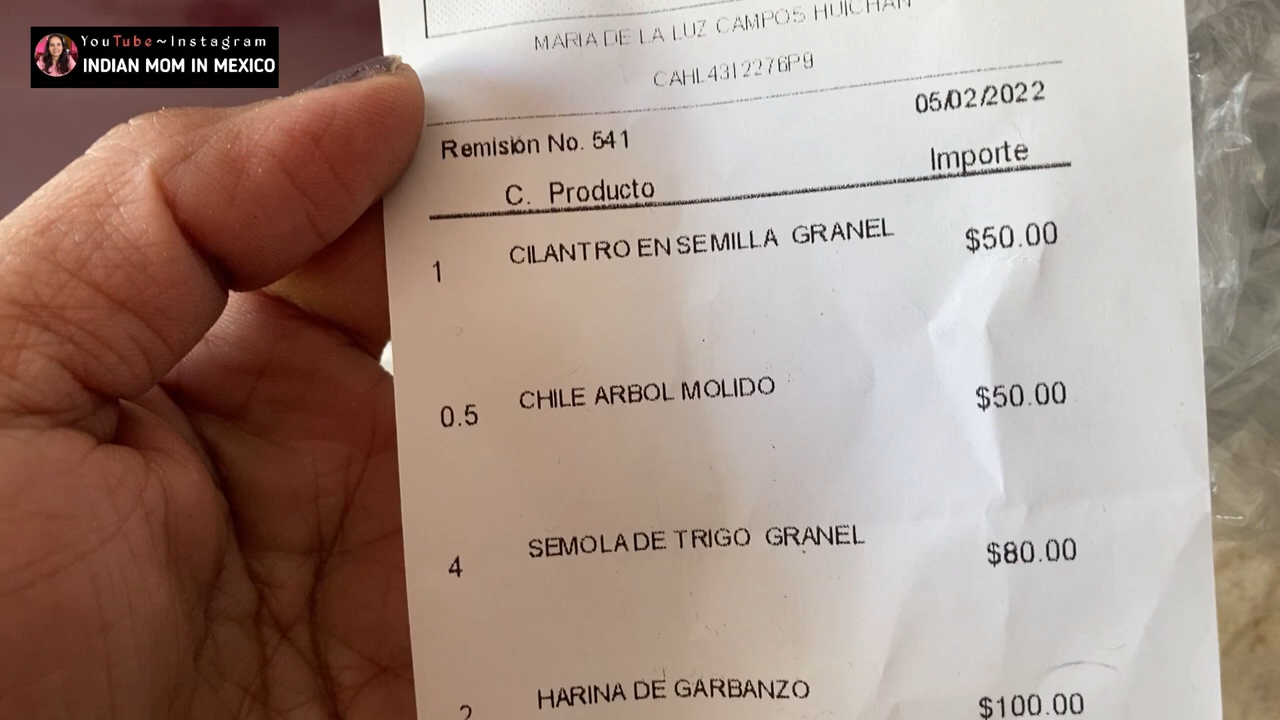 YouTube~Instagram
INDIAN MOM IN MEXICO
MARIA DE LA LUZ CAMPOS HUICHAN
CAHL4312276P9
05/02/2022
Remisión No. 541
Importe
C. Producto
1 CILANTRO EN SEMILLA GRANEL $50.00
0.5 CHILE ARBOL MOLIDO $50.00
4 SEMOLA DE TRIGO GRANEL $80.00
2 HARINA DE GARBANZO $100.00